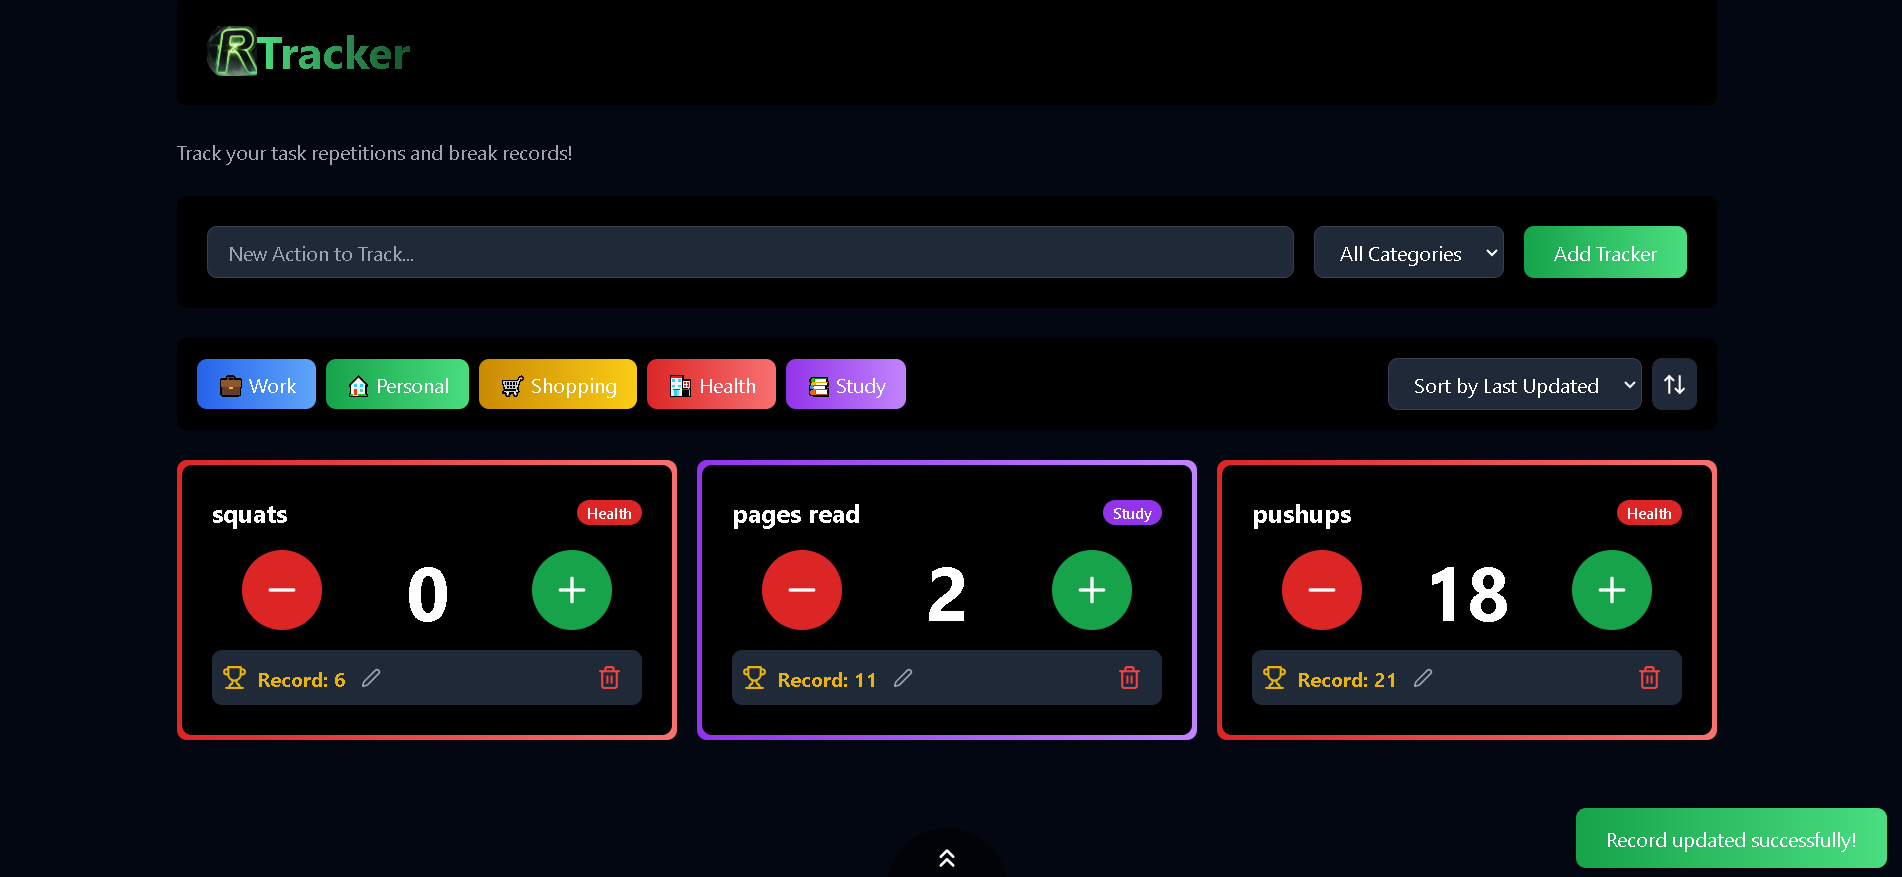 RTracker
Track your task repetitions and break records!
New Action to Track...
All Categories
Add Tracker
Work
Personal
Shopping
Health
Study
Sort by Last Updated
squats
Health
0
Record: 6
pages read
Study
2
Record: 11
pushups
Health
18
Record: 21
Record updated successfully!